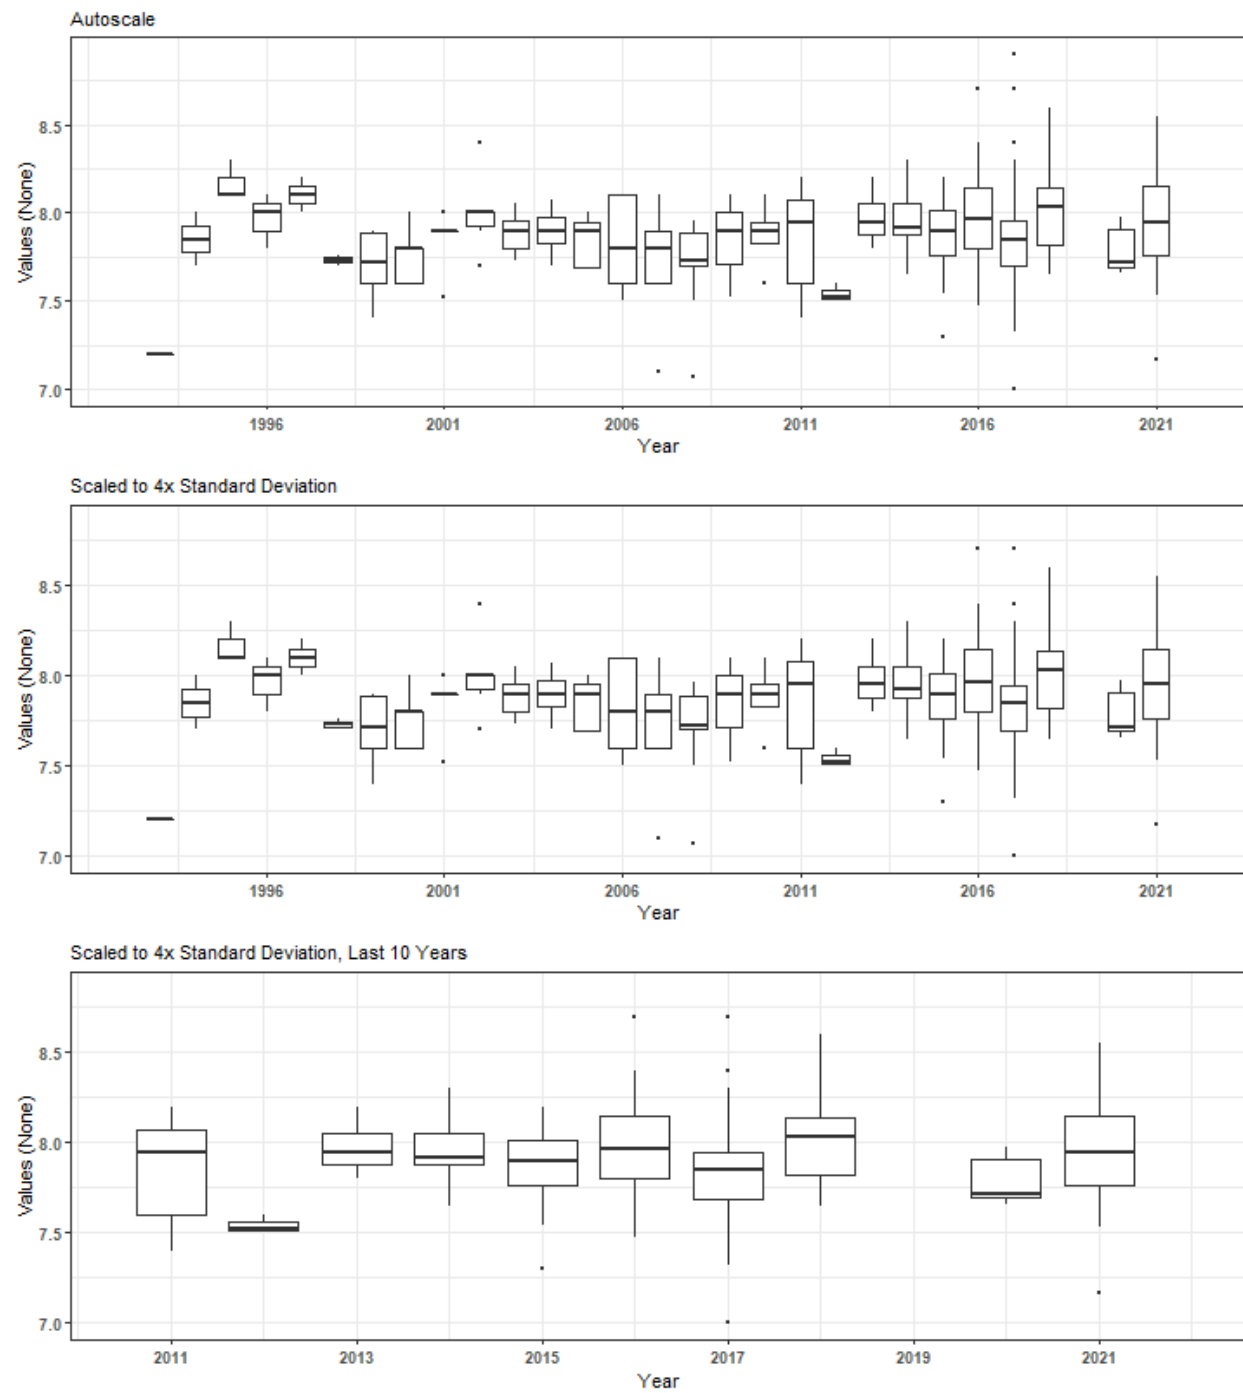 Autoscale
8.5
8.0
7.5
7.0
Values (None)
1996 2001 2006 2011 2016 2021
Year
Scaled to 4x Standard Deviation
8.5
8.0
7.5
7.0
Values (None)
1996 2001 2006 2011 2016 2021
Year
Scaled to 4x Standard Deviation, Last 10 Years
8.5
8.0
7.5
7.0
Values (None)
2011 2013 2015 2017 2019 2021
Year